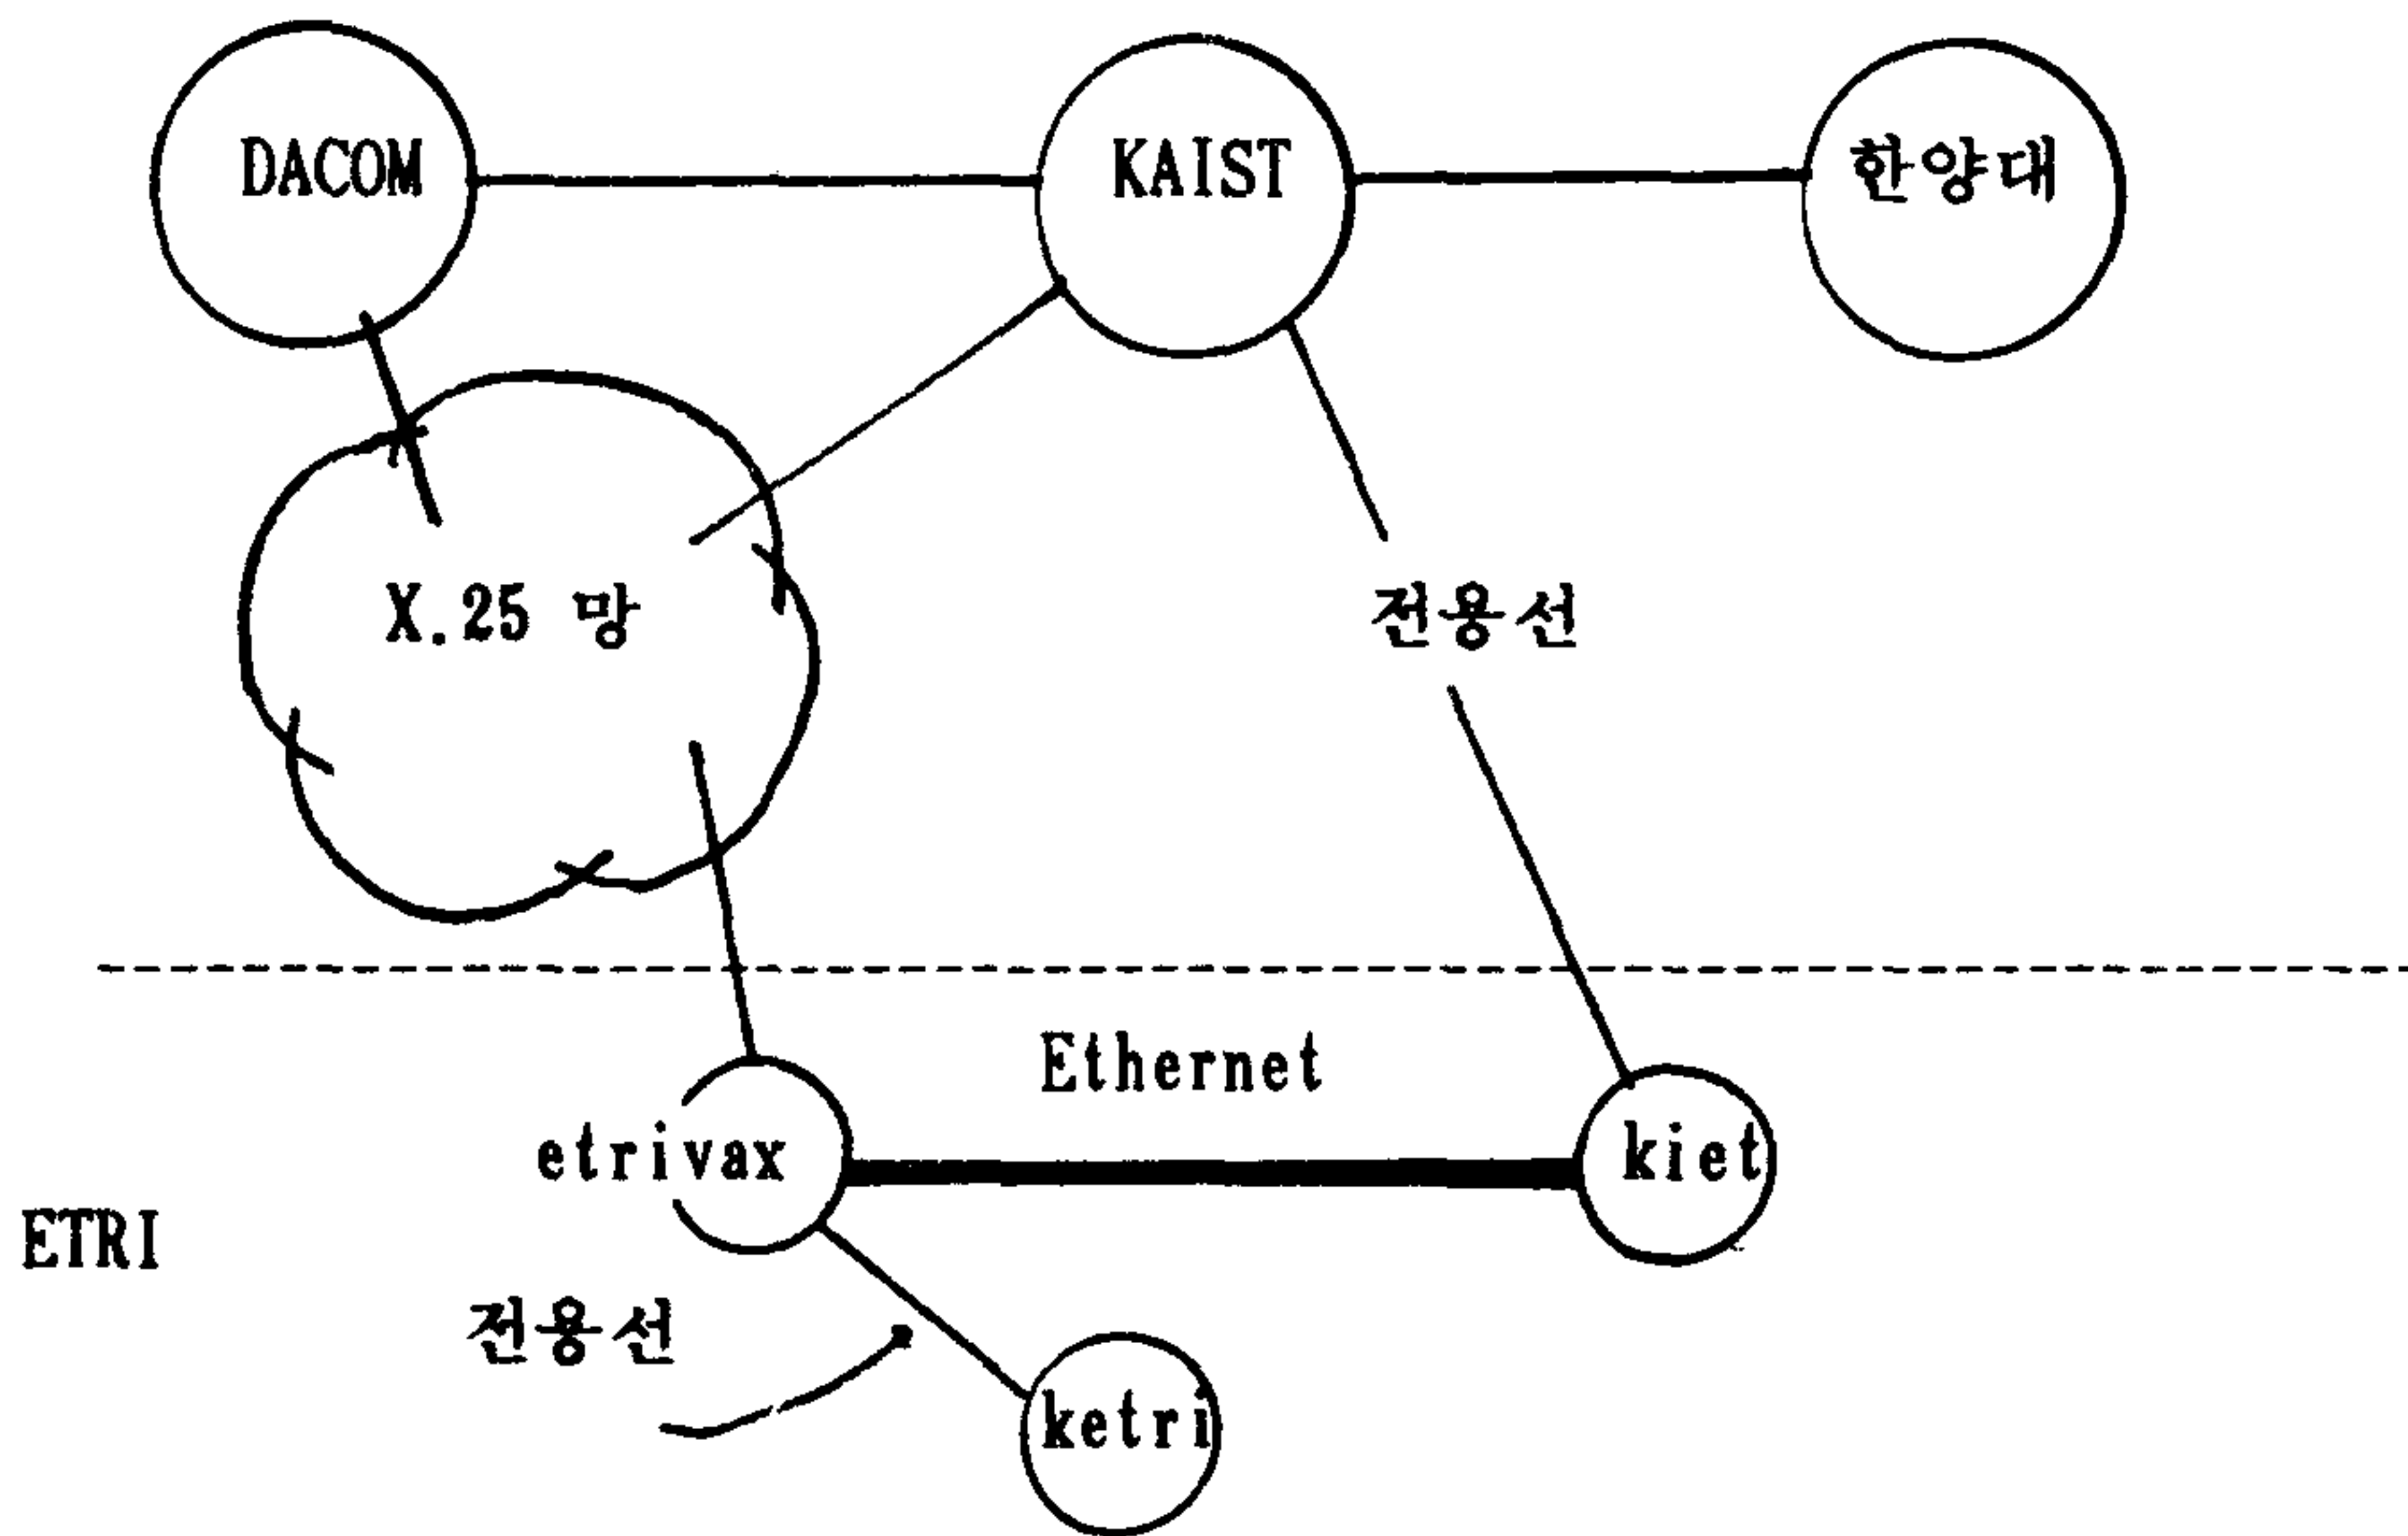 DACOM
KAIST
한양대
X.25 망
전용선
Ethernet
etrivax
kiet
ETRI
전용선
ketri